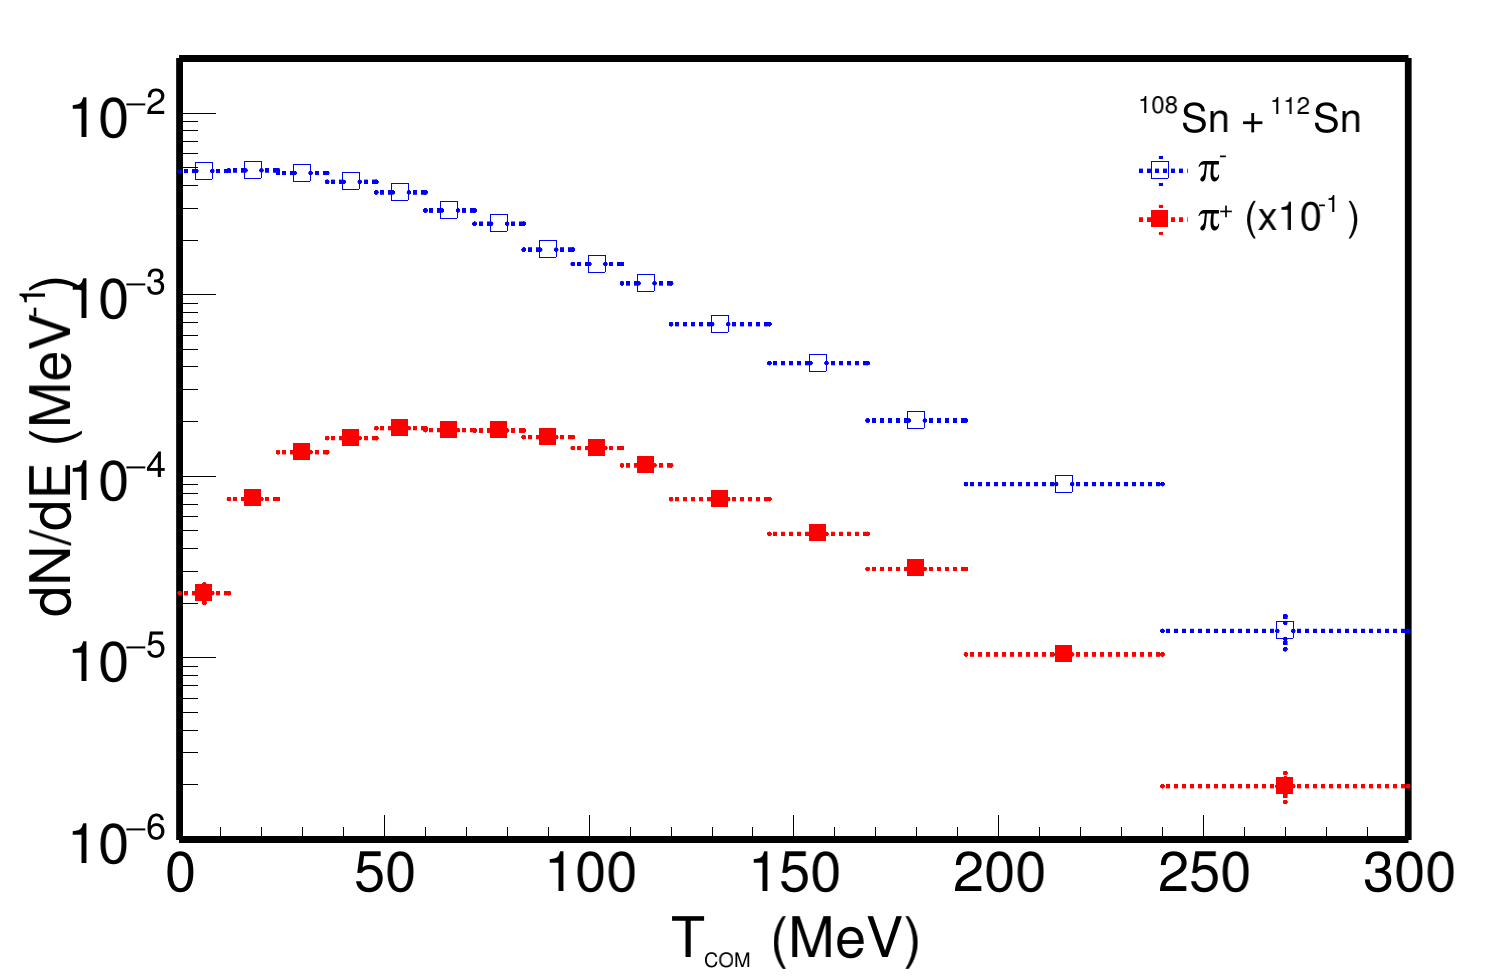 ¹⁰⁸Sn + ¹¹²Sn
π⁻
π⁺ (x10⁻¹ )
dN/dE (MeV⁻¹)
10⁻²
10⁻³
10⁻⁴
10⁻⁵
10⁻⁶
0 50 100 150 200 250 300
T_COM (MeV)